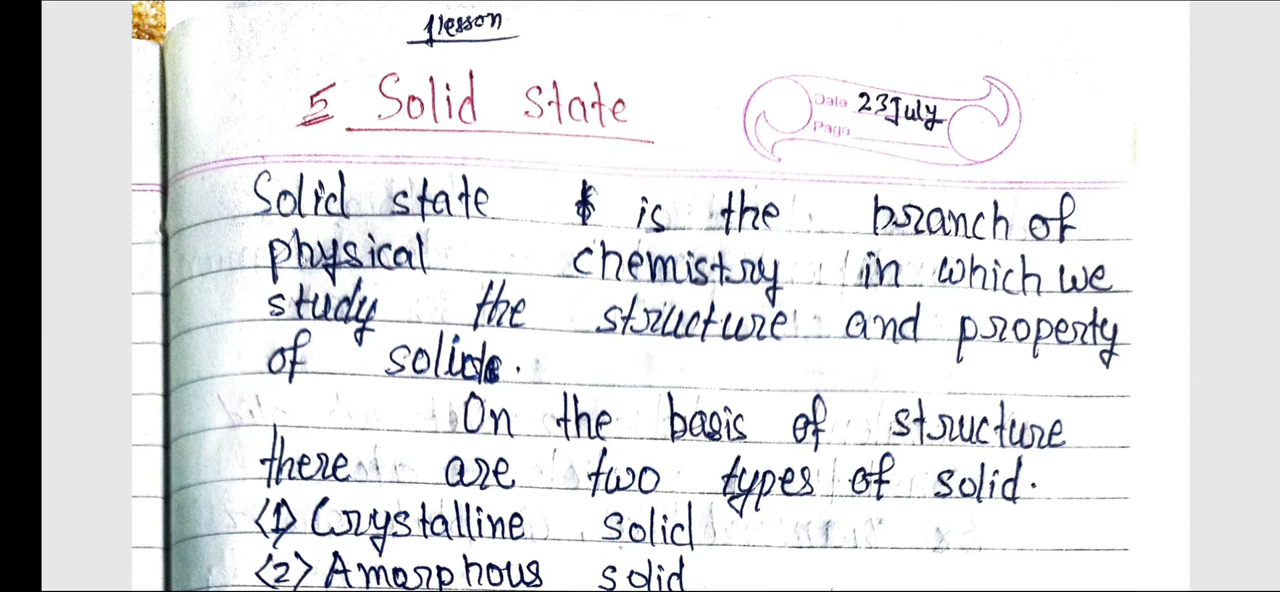 1 lesson
5 Solid state
Date 23 July
Page
Solid state is the branch of
physical chemistry in which we
study the structure and property
of solids.
On the basis of structure
there are two types of solid.
(1) Crystalline solid
(2) Amorphous solid